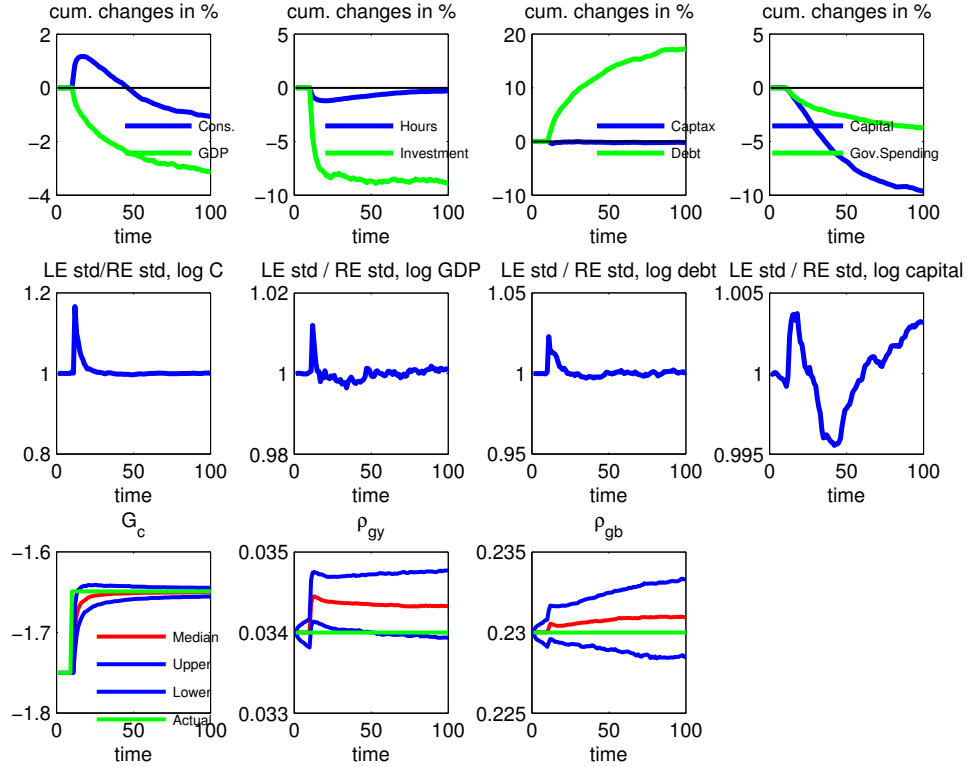 cum. changes in %
cum. changes in %
cum. changes in %
cum. changes in %
2
0
−2
−4
Cons.
GDP
0 50 100
time
5
0
−5
−10
Hours
Investment
0 50 100
time
20
10
0
−10
Captax
Debt
0 50 100
time
5
0
−5
−10
Capital
Gov.Spending
0 50 100
time
LE std/RE std, log C
LE std / RE std, log GDP
LE std / RE std, log debt
LE std / RE std, log capital
1.2
1
0.8
0 50 100
time
1.02
1
0.98
0 50 100
time
1.05
1
0.95
0 50 100
time
1.005
1
0.995
0 50 100
time
G_c
ρ_gy
ρ_gb
−1.6
−1.7
−1.8
Median
Upper
Lower
Actual
0 50 100
time
0.035
0.034
0.033
0 50 100
time
0.235
0.23
0.225
0 50 100
time